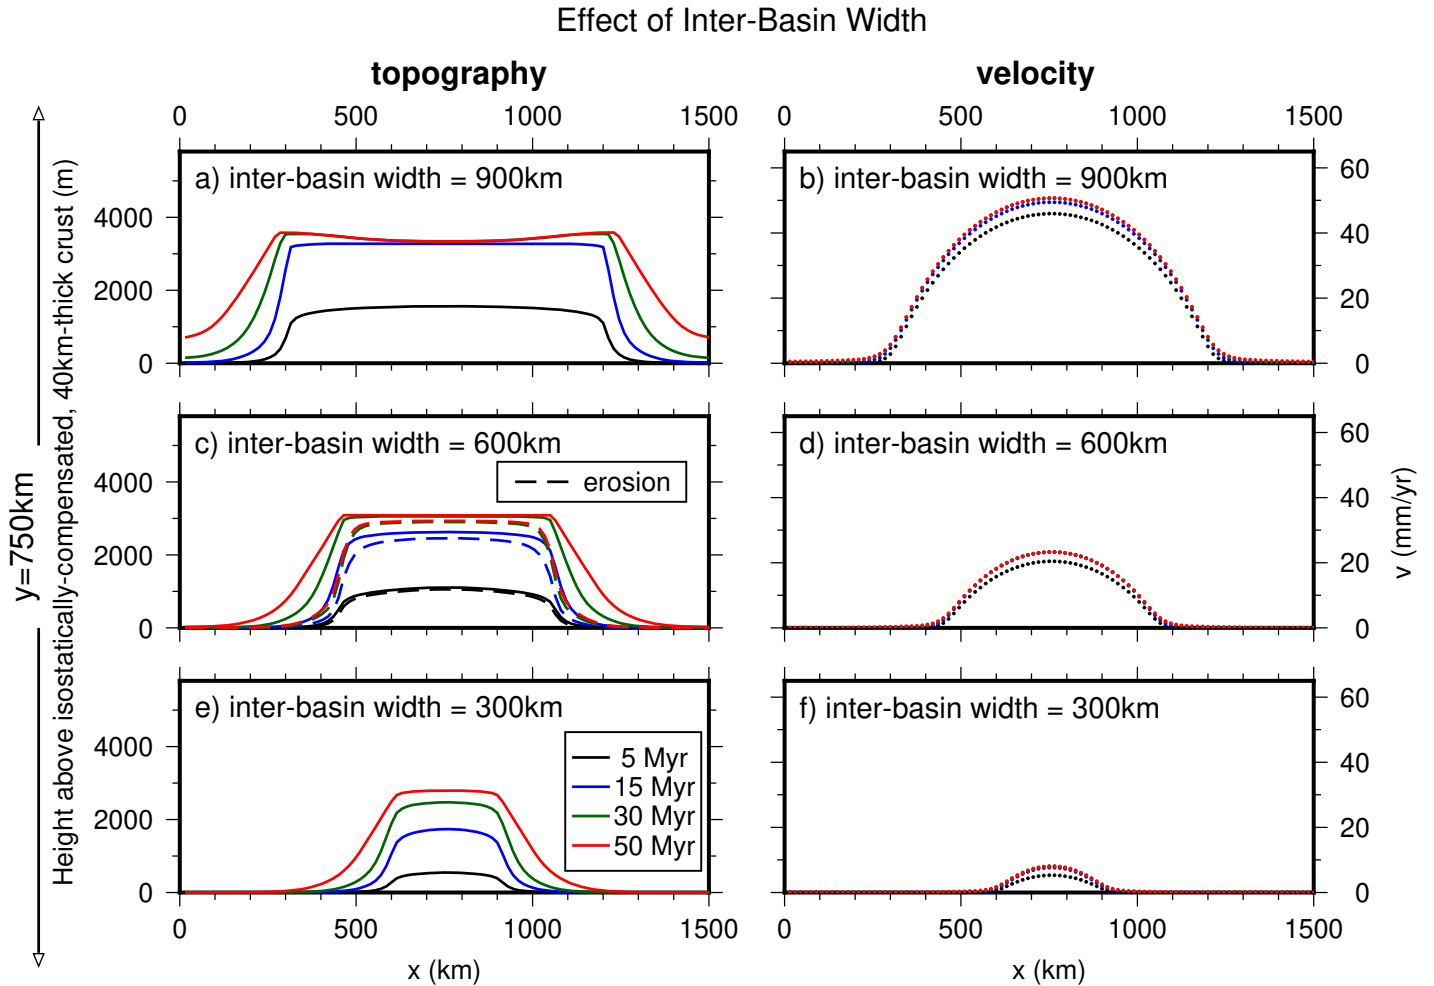 Effect of Inter-Basin Width
topography
velocity
0 500 1000 1500
0 500 1000 1500
a) inter-basin width = 900km
4000
2000
0
b) inter-basin width = 900km
60
40
20
0
c) inter-basin width = 600km
erosion
4000
2000
0
d) inter-basin width = 600km
60
40
20
0
e) inter-basin width = 300km
5 Myr
15 Myr
30 Myr
50 Myr
4000
2000
0
f) inter-basin width = 300km
60
40
20
0
0 500 1000 1500
0 500 1000 1500
x (km)
x (km)
y=750km
Height above isostatically-compensated, 40km-thick crust (m)
v (mm/yr)